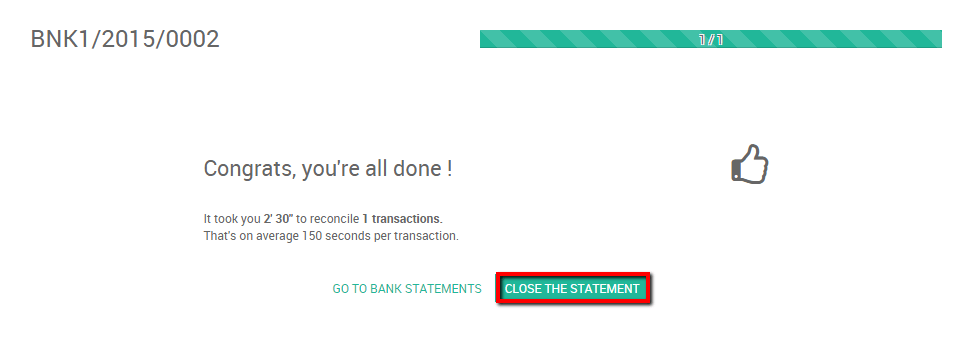 BNK1/2015/0002
1 / 1
Congrats, you're all done !
It took you 2' 30" to reconcile 1 transactions.
That's on average 150 seconds per transaction.
GO TO BANK STATEMENTS
CLOSE THE STATEMENT